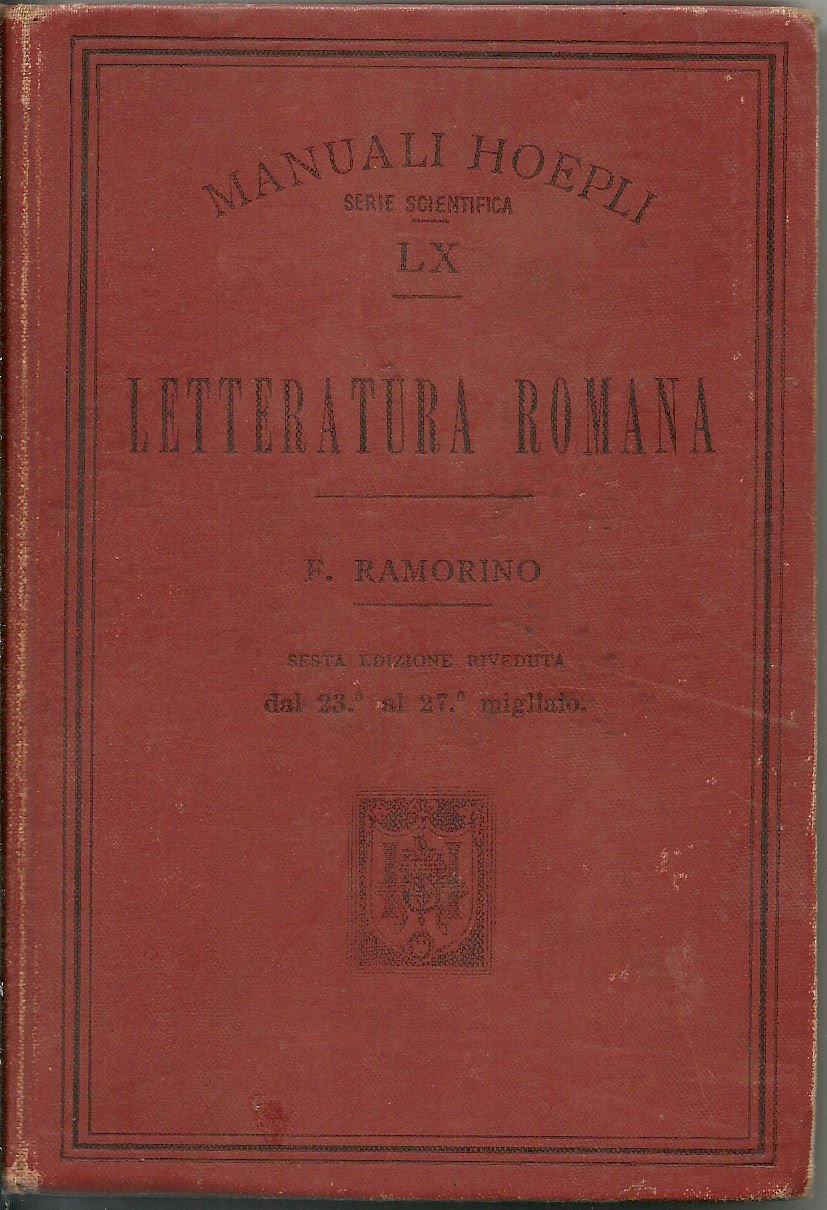 MANUALI HOEPLI
SERIE SCIENTIFICA
LX
LETTERATURA ROMANA
F. RAMORINO
SESTA EDIZIONE RIVEDUTA
dal 23.º al 27.º migliaio.